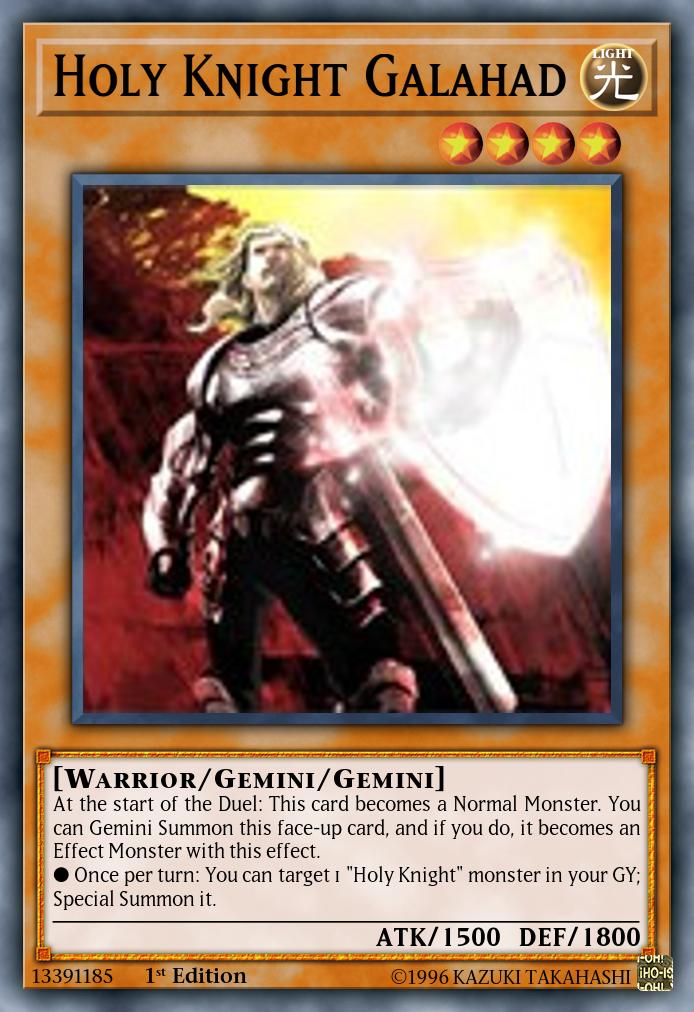 HOLY KNIGHT GALAHAD
LIGHT
光
[WARRIOR/GEMINI/GEMINI]
At the start of the Duel: This card becomes a Normal Monster. You
can Gemini Summon this face-up card, and if you do, it becomes an
Effect Monster with this effect.
● Once per turn: You can target 1 "Holy Knight" monster in your GY;
Special Summon it.
ATK/1500 DEF/1800
13391185 1st Edition ©1996 KAZUKI TAKAHASHI